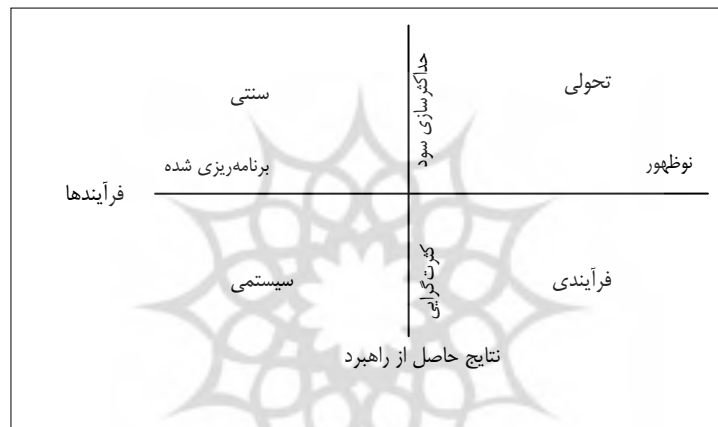 تحولی
سنتی
حداکثرسازی سود
نوظهور
برنامه‌ریزی شده
فرآیندها
فرآیندی
سیستمی
کثرت‌گرایی
نتایج حاصل از راهبرد